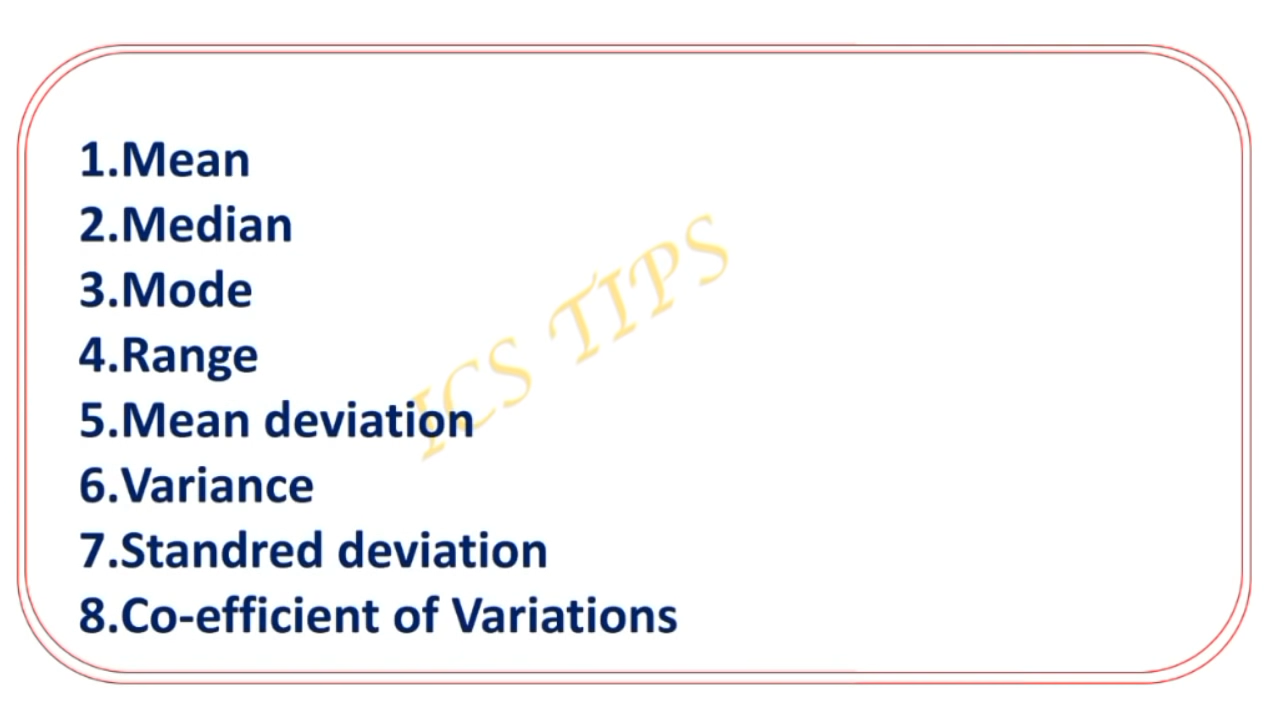 1.Mean
2.Median
3.Mode
4.Range
5.Mean deviation
6.Variance
7.Standred deviation
8.Co-efficient of Variations
ICS TIPS